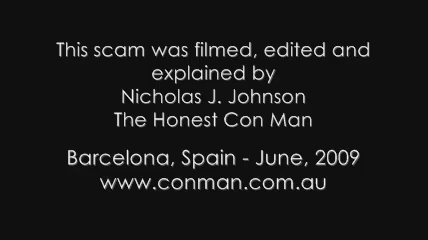 This scam was filmed, edited and
explained by
Nicholas J. Johnson
The Honest Con Man
Barcelona, Spain - June, 2009
www.conman.com.au